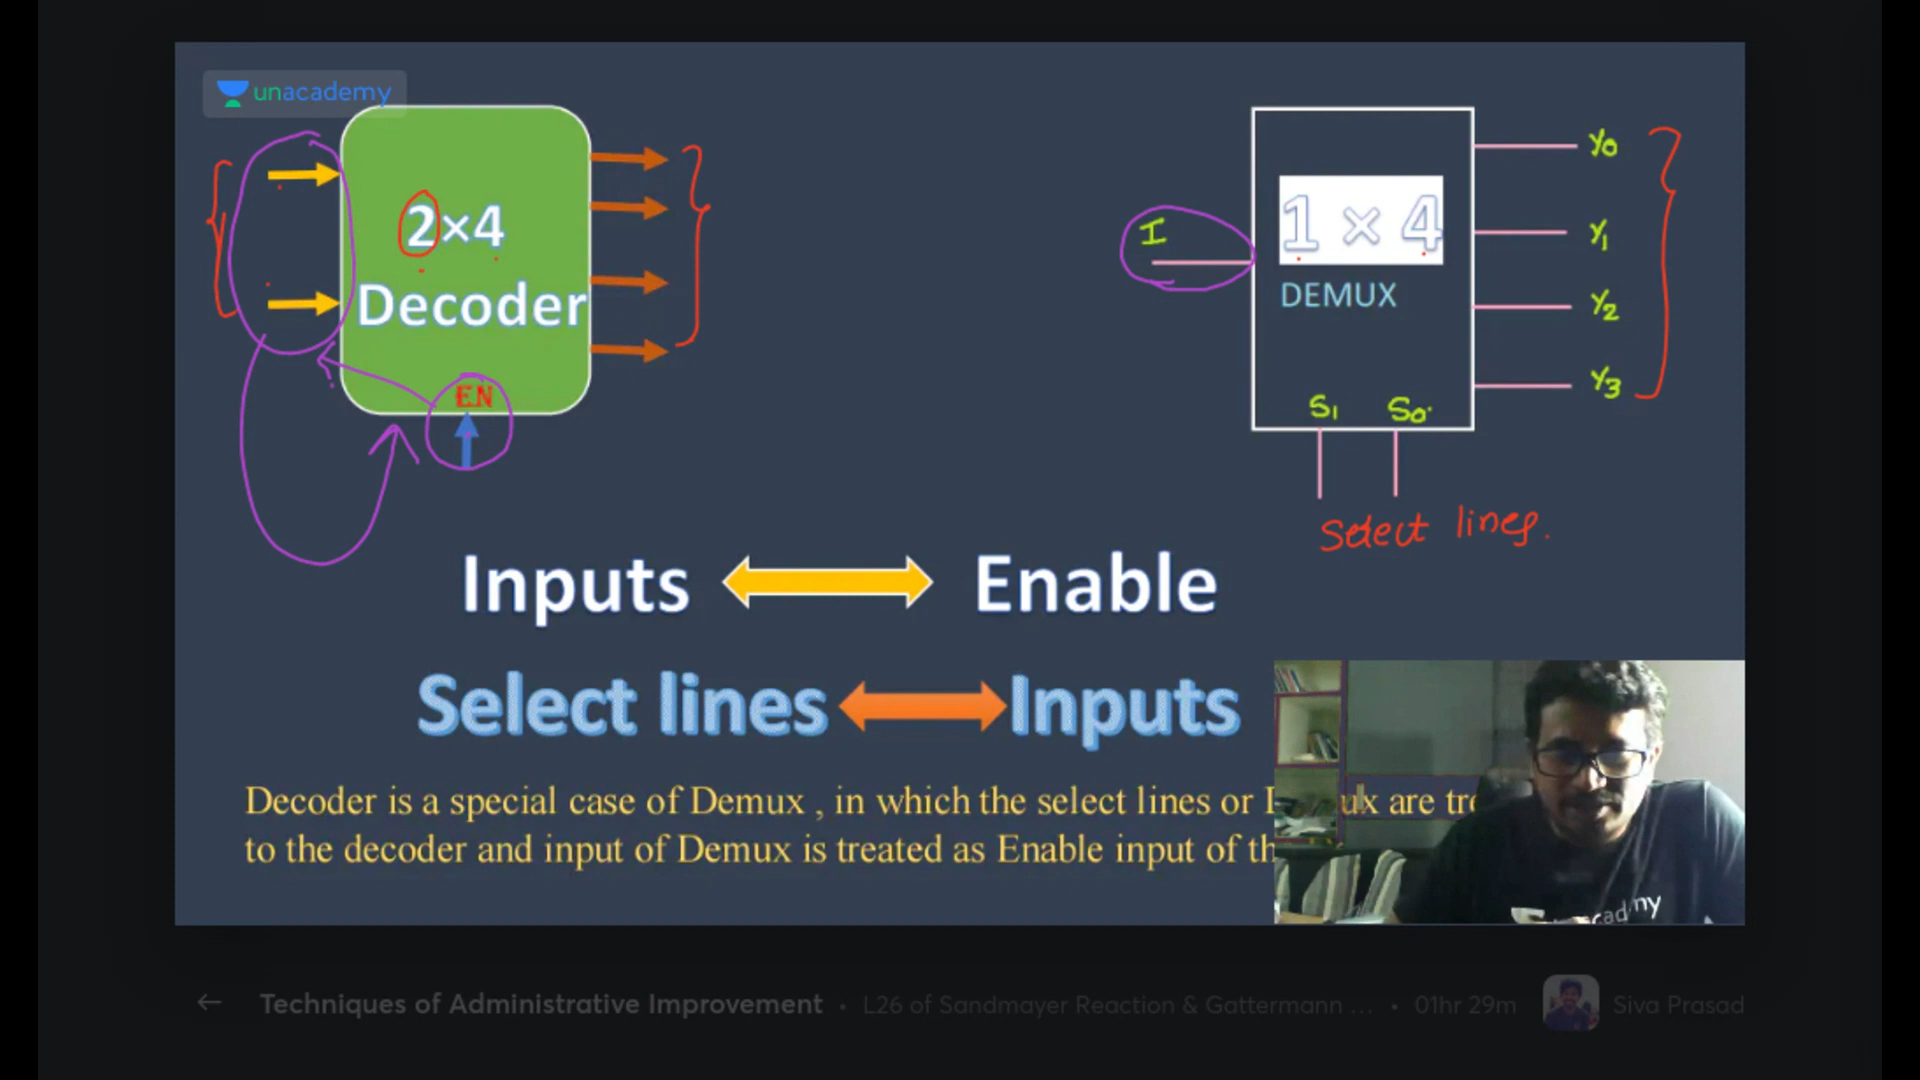 unacademy
2×4
Decoder
EN
I
1 × 4
DEMUX
Y0
Y1
Y2
Y3
S1 S0
Select lines.
Inputs Enable
Select lines Inputs
Decoder is a special case of Demux , in which the select lines or ux are
to the decoder and input of Demux is treated as Enable input of
Techniques of Administrative Improvement • L26 of Sandmayer Reaction & Gattermann ... • 01hr 29m Siva Prasad